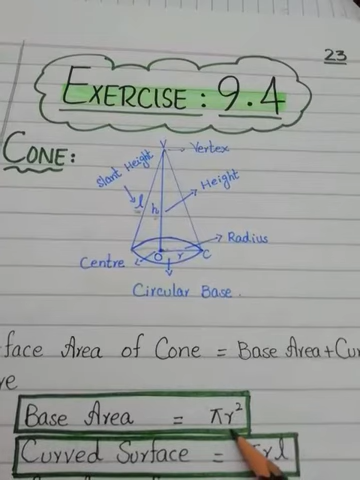 23
EXERCISE : 9.4
CONE:
V
Vertex
Slant Height
Height
l
h
Radius
Centre
O
r
C
Circular Base.
face Area of Cone = Base Area + Cur
Base Area = πr²
Curved Surface = πrl